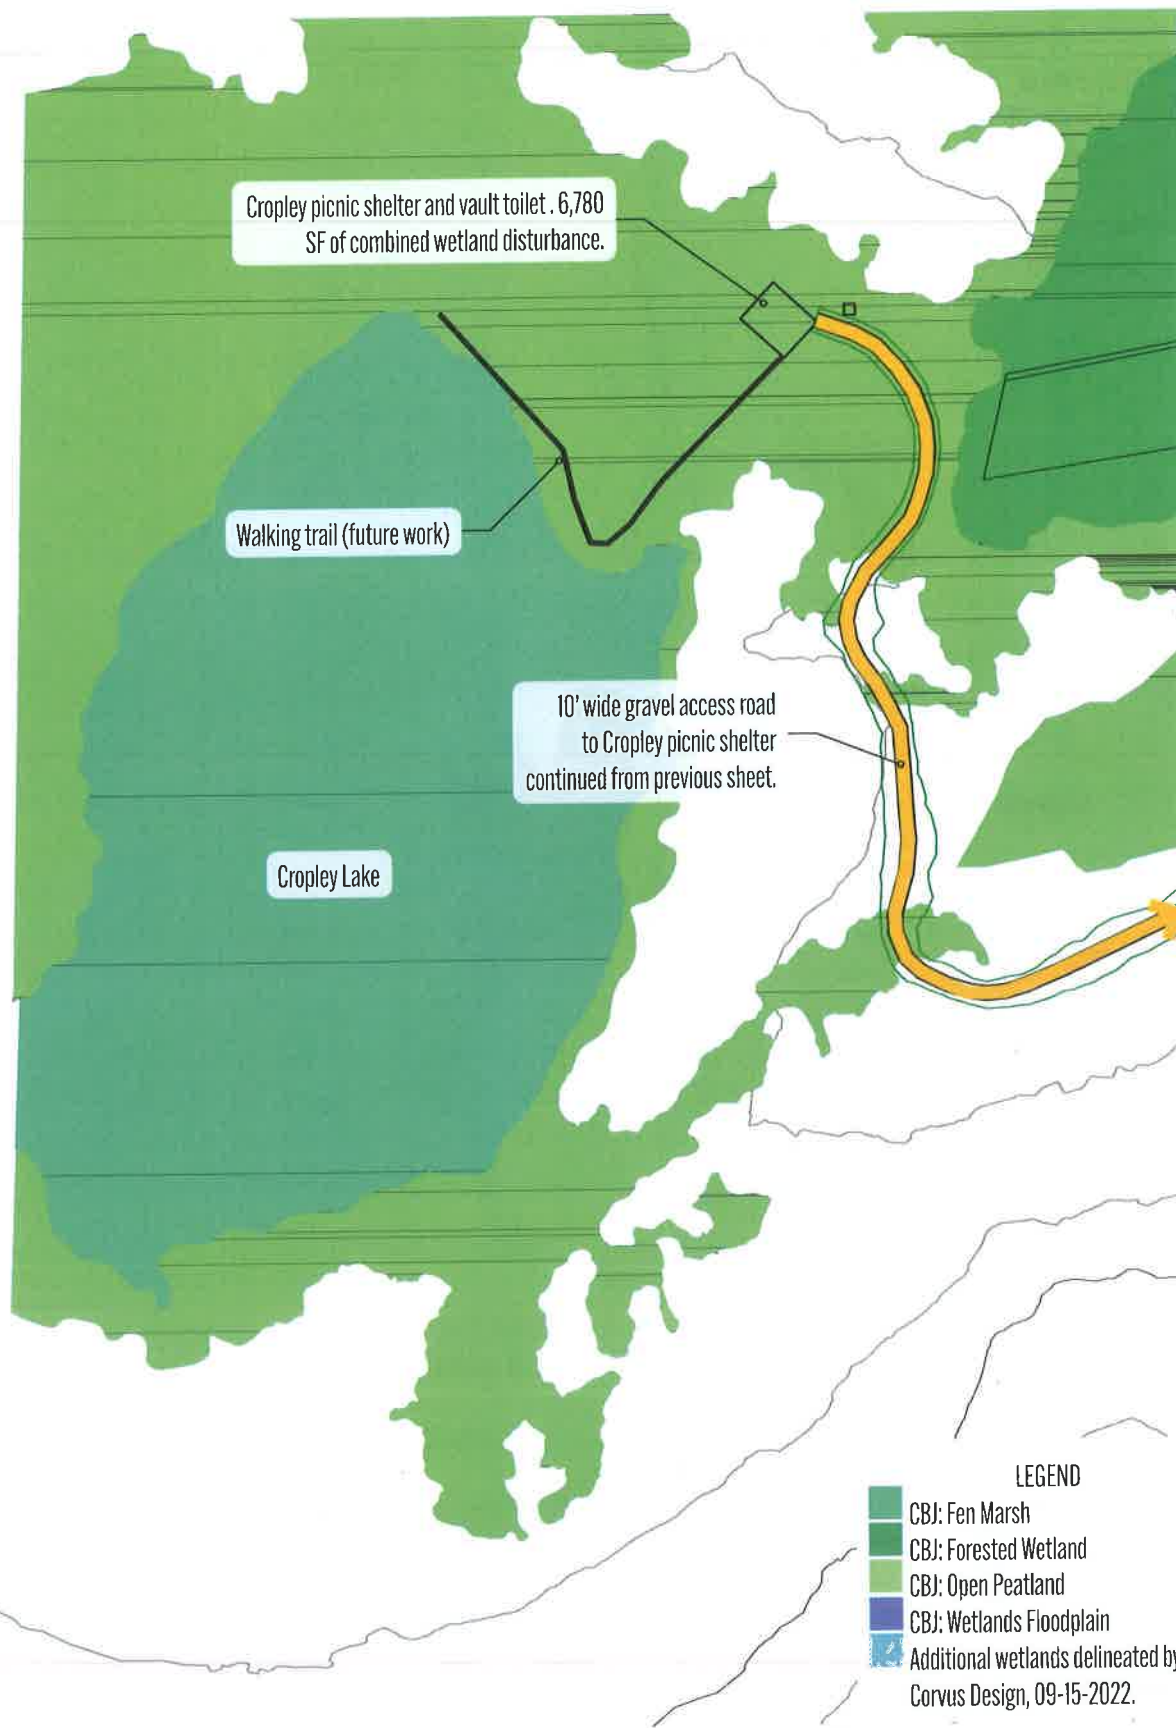 Cropley picnic shelter and vault toilet . 6,780
SF of combined wetland disturbance.
Walking trail (future work)
10' wide gravel access road
to Cropley picnic shelter
continued from previous sheet.
Cropley Lake
LEGEND
CBJ: Fen Marsh
CBJ: Forested Wetland
CBJ: Open Peatland
CBJ: Wetlands Floodplain
Additional wetlands delineated by
Corvus Design, 09-15-2022.